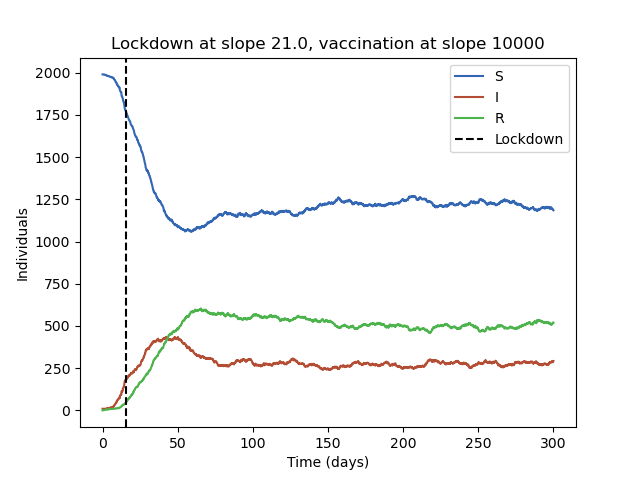 Lockdown at slope 21.0, vaccination at slope 10000
2000
1750
1500
1250
1000
750
500
250
0
Individuals
S
I
R
Lockdown
0
50
100
150
200
250
300
Time (days)